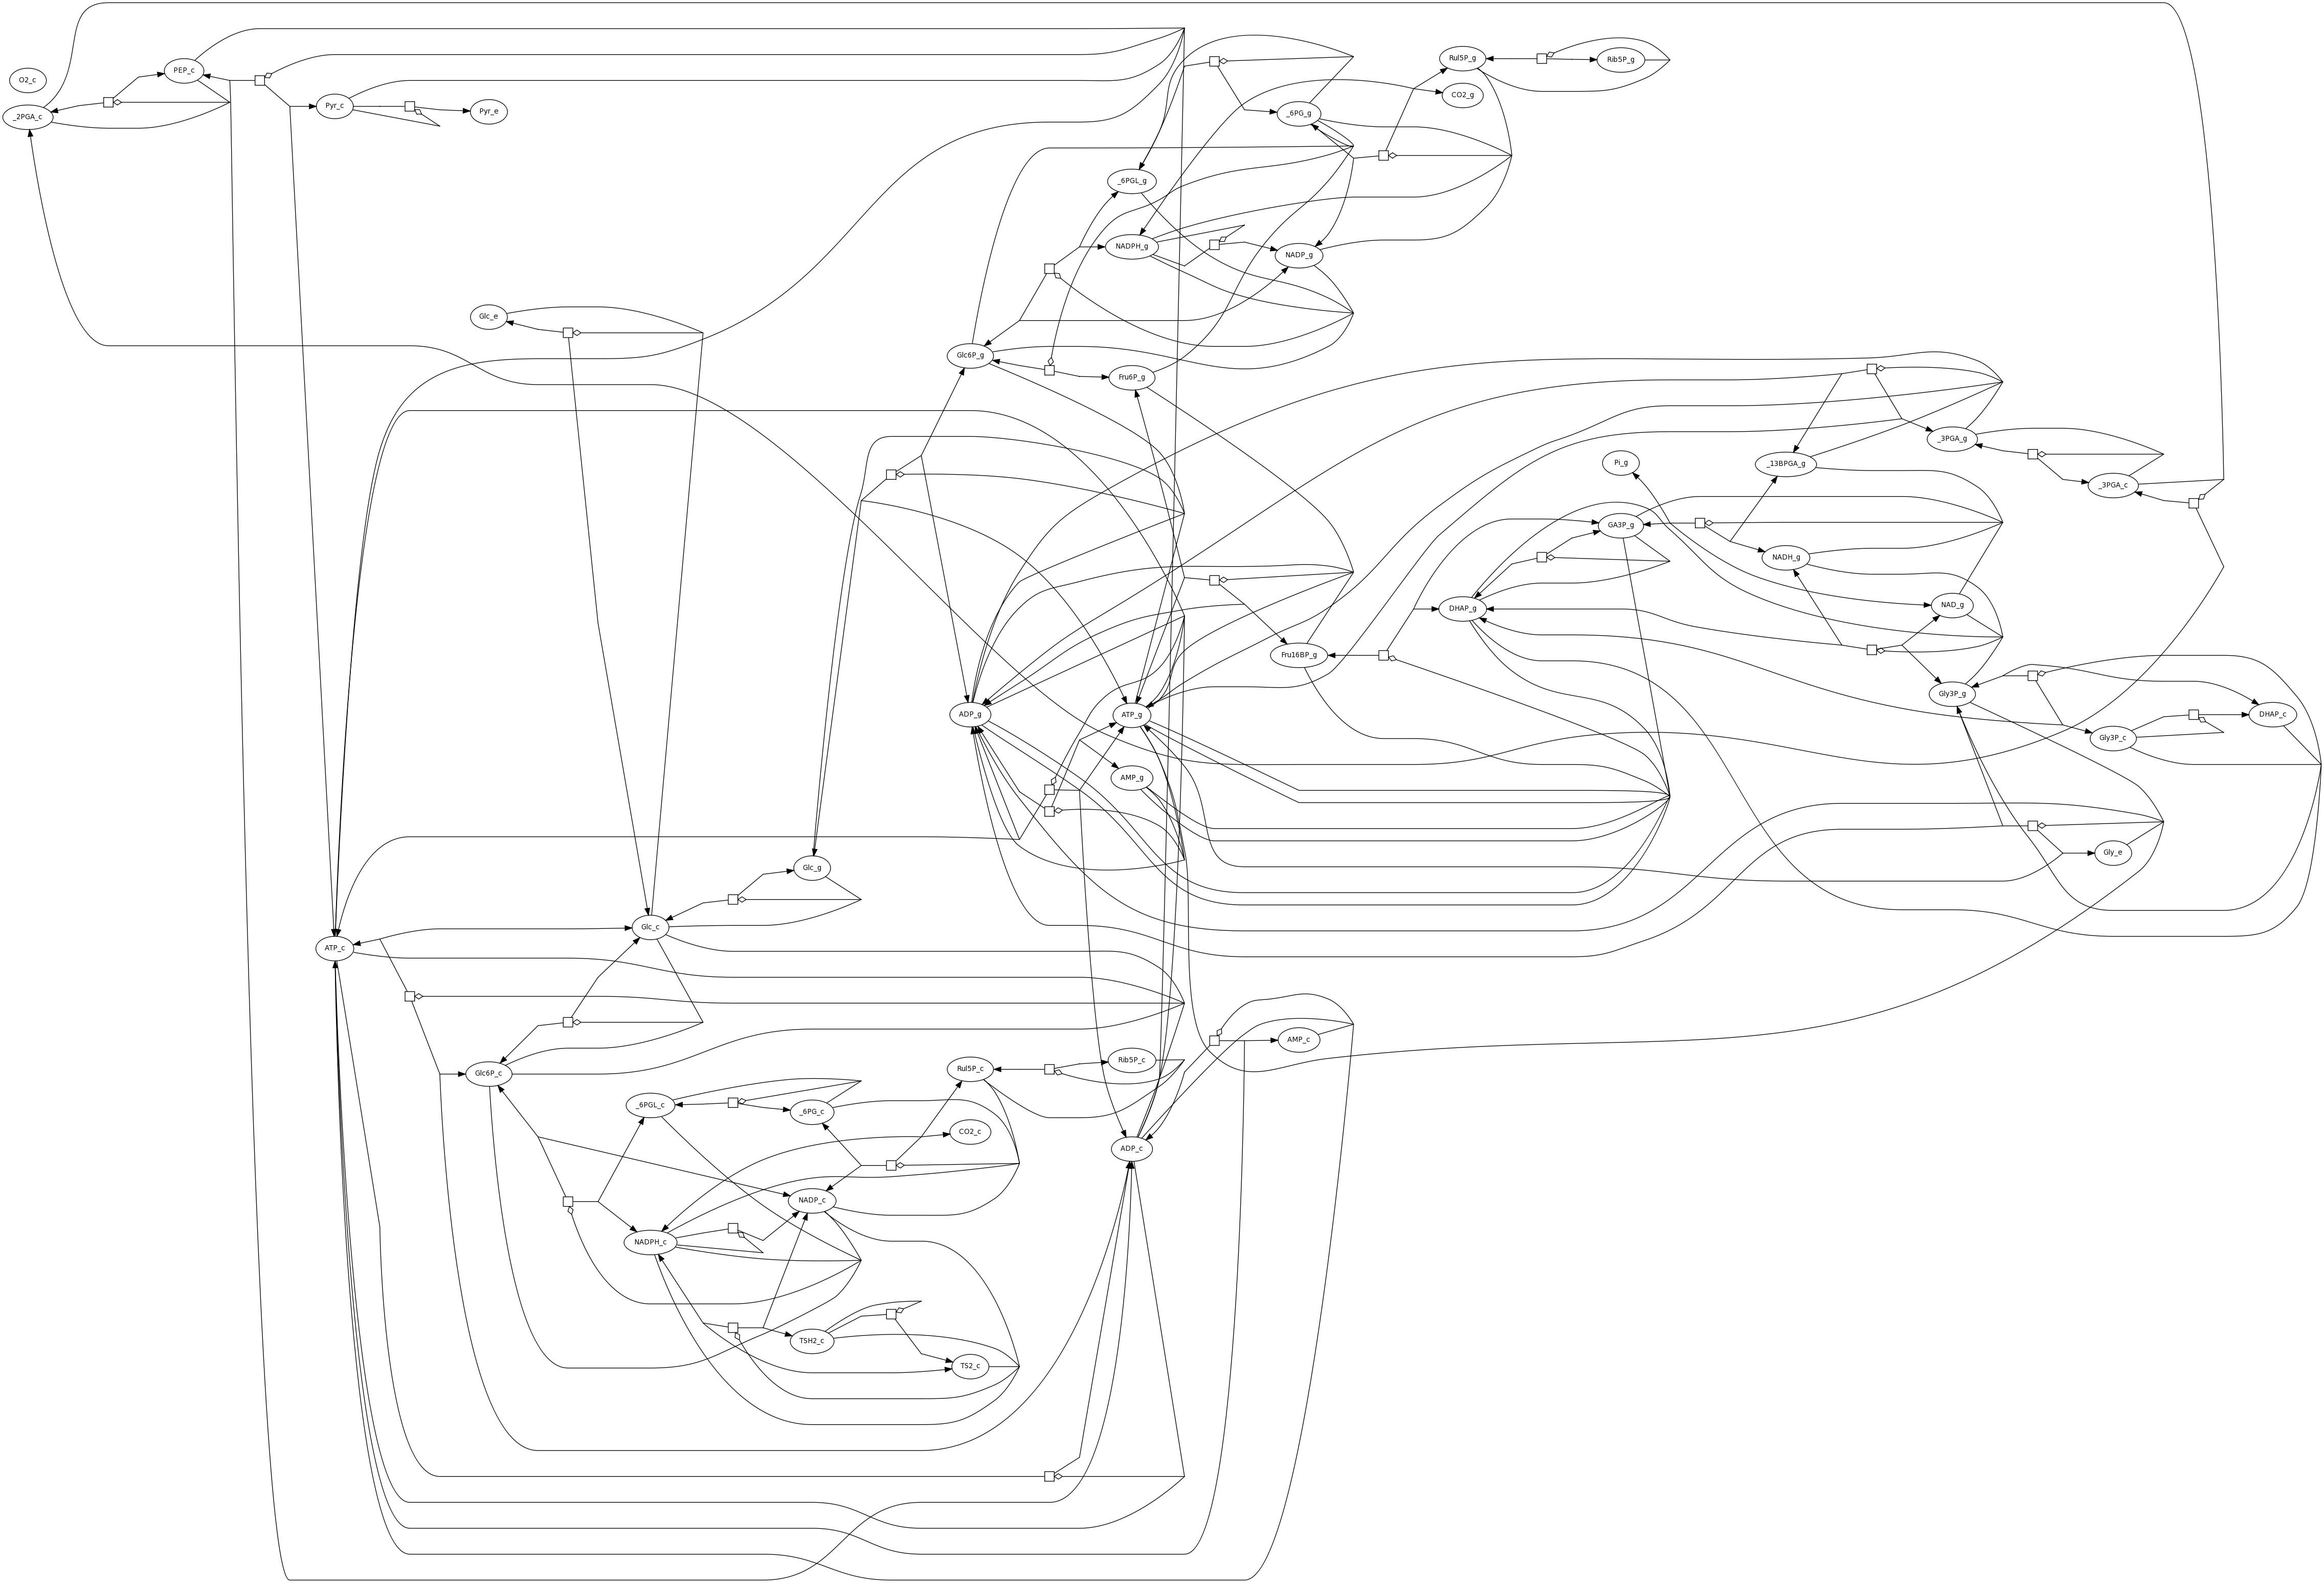 O2_c
PEP_c
_2PGA_c
Pyr_c
Pyr_e
Rul5P_g
Rib5P_g
CO2_g
_6PG_g
_6PGL_g
NADPH_g
NADP_g
Glc_e
Glc6P_g
Fru6P_g
_3PGA_g
Pi_g
_13BPGA_g
_3PGA_c
GA3P_g
NADH_g
DHAP_g
NAD_g
Fru16BP_g
Gly3P_g
ADP_g
ATP_g
DHAP_c
Gly3P_c
AMP_g
Gly_e
Glc_g
Glc_c
ATP_c
AMP_c
Rul5P_c
Rib5P_c
Glc6P_c
_6PGL_c
_6PG_c
CO2_c
ADP_c
NADP_c
NADPH_c
TSH2_c
TS2_c